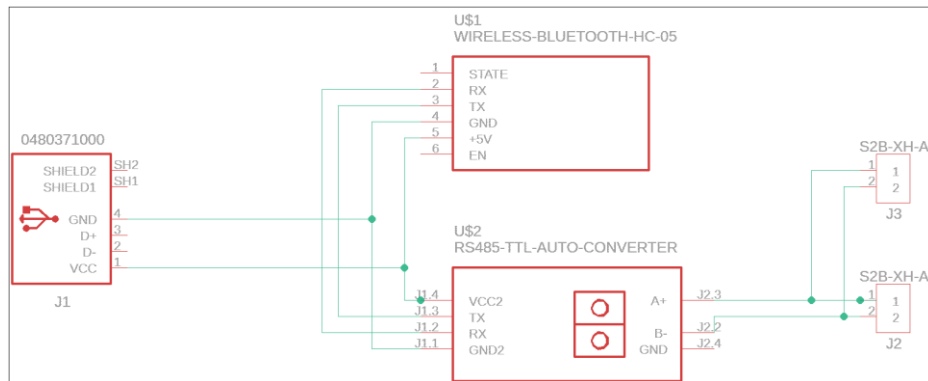 U$1
WIRELESS-BLUETOOTH-HC-05
1 STATE
2 RX
3 TX
4 GND
5 +5V
6 EN
0480371000
SHIELD2 SH2
SHIELD1 SH1
GND 4
D+ 3
D- 2
VCC 1
J1
S2B-XH-A
1 1
2 2
J3
U$2
RS485-TTL-AUTO-CONVERTER
J1.4 VCC2 A+ J2.3
J1.3 TX
J1.2 RX B- J2.2
J1.1 GND2 GND J2.4
S2B-XH-A
1 1
2 2
J2